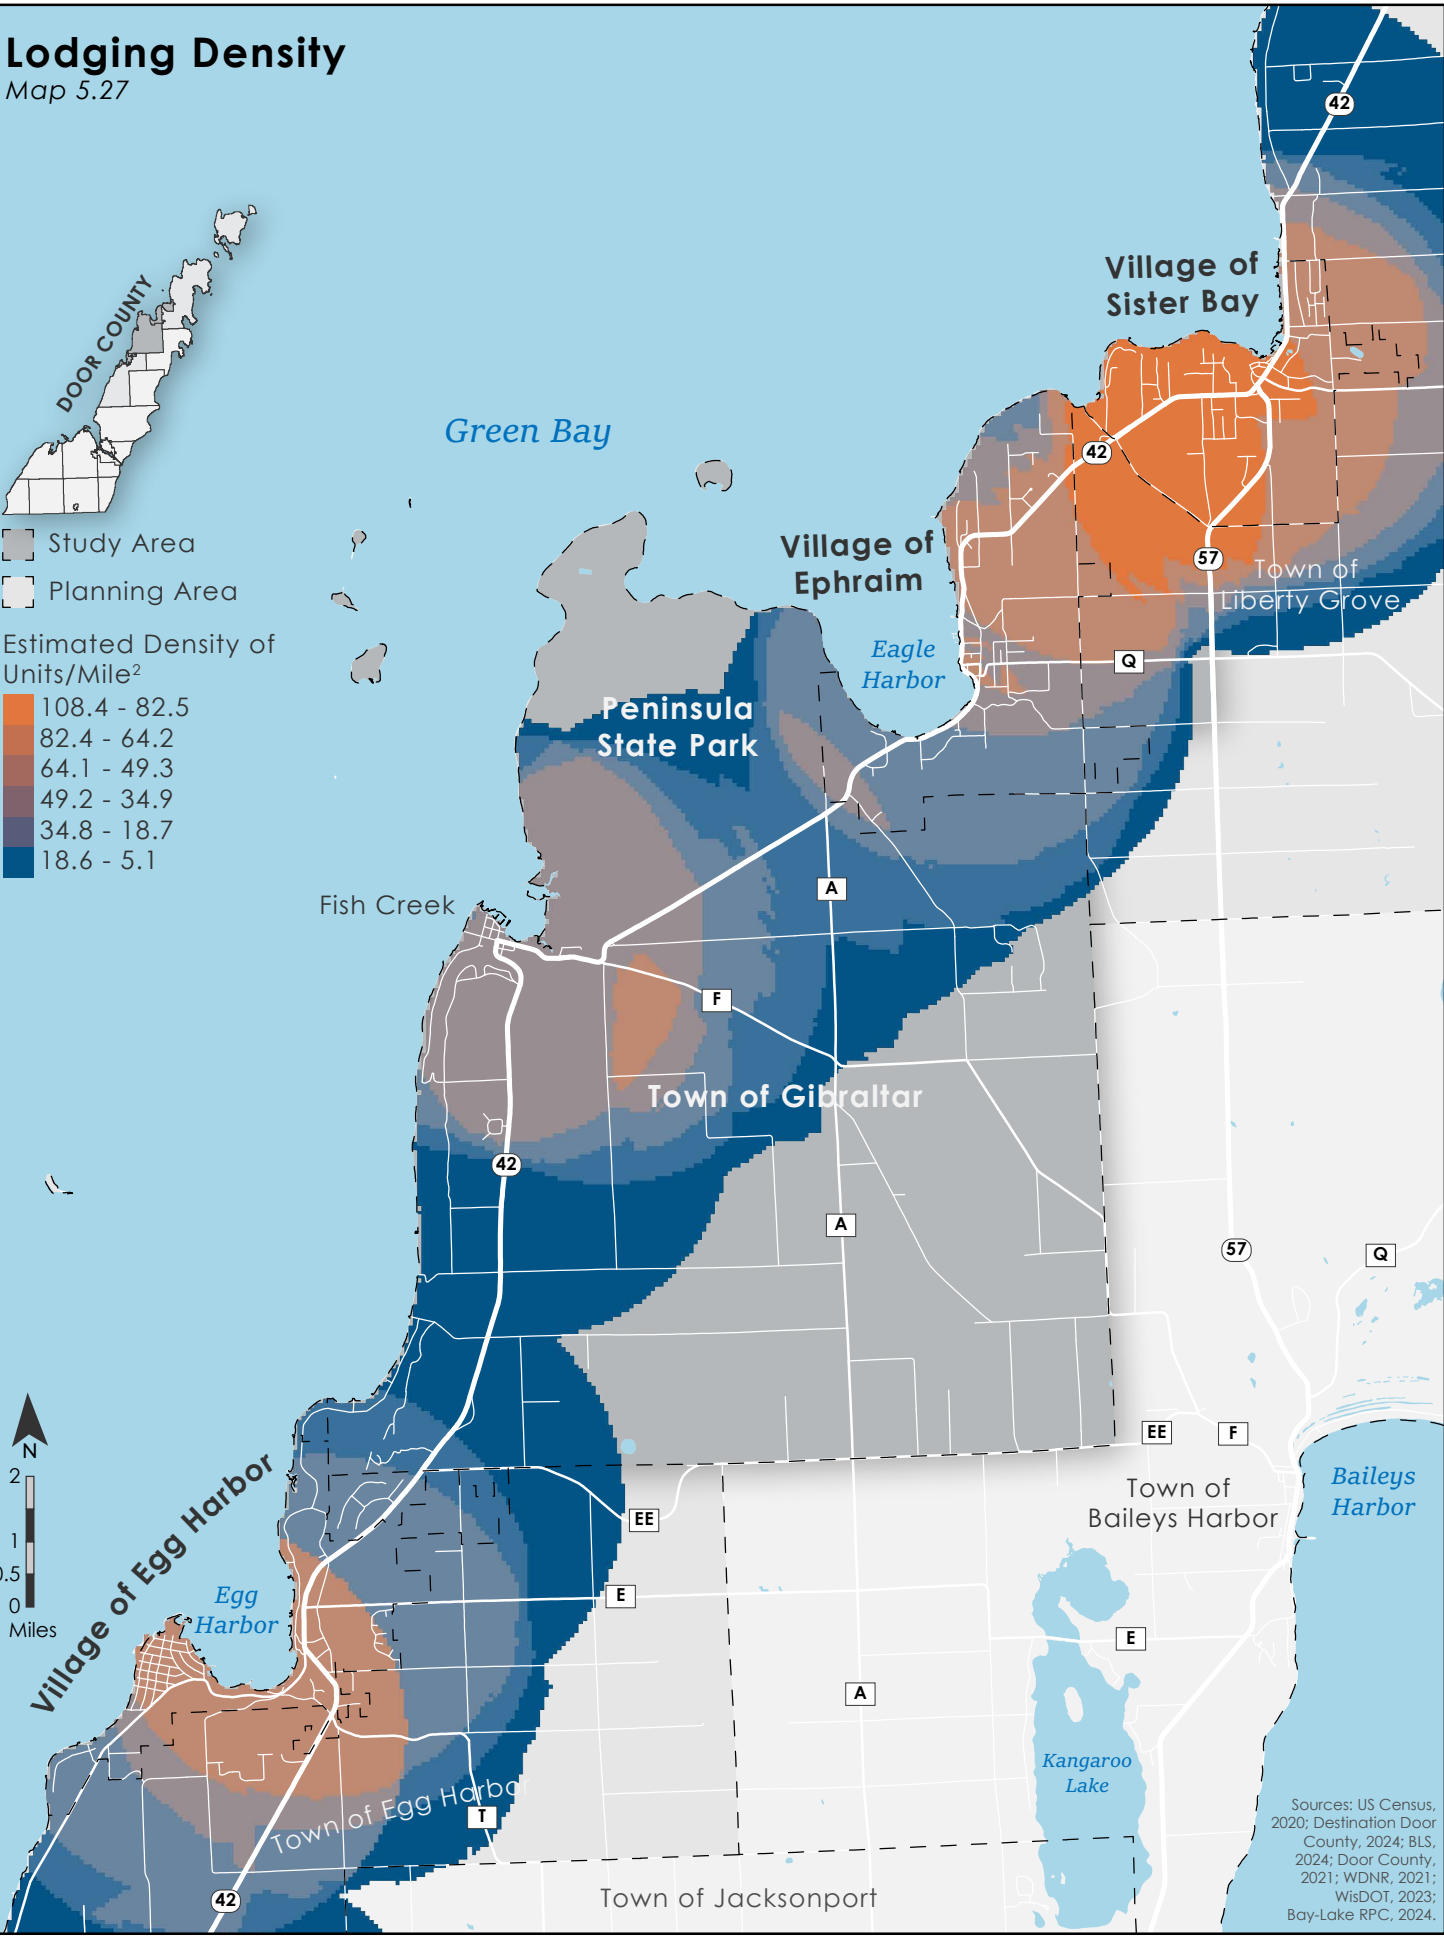 Lodging Density
Map 5.27
DOOR COUNTY
Study Area
Planning Area
Estimated Density of
Units/Mile²
108.4 - 82.5
82.4 - 64.2
64.1 - 49.3
49.2 - 34.9
34.8 - 18.7
18.6 - 5.1
42
Village of
Sister Bay
Green Bay
42
Village of
Ephraim
57
Town of
Liberty Grove
Eagle
Harbor
Q
Peninsula
State Park
A
Fish Creek
F
Town of Gibraltar
42
A
57
Q
N
2
1
0.5
0
Miles
EE
F
Village of Egg Harbor
Town of
Baileys Harbor
Baileys
Harbor
EE
E
Egg
Harbor
E
A
Kangaroo
Lake
Town of Egg Harbor
T
42
Town of Jacksonport
Sources: US Census,
2020; Destination Door
County, 2024; BLS,
2024; Door County,
2021; WDNR, 2021;
WisDOT, 2023;
Bay-Lake RPC, 2024.